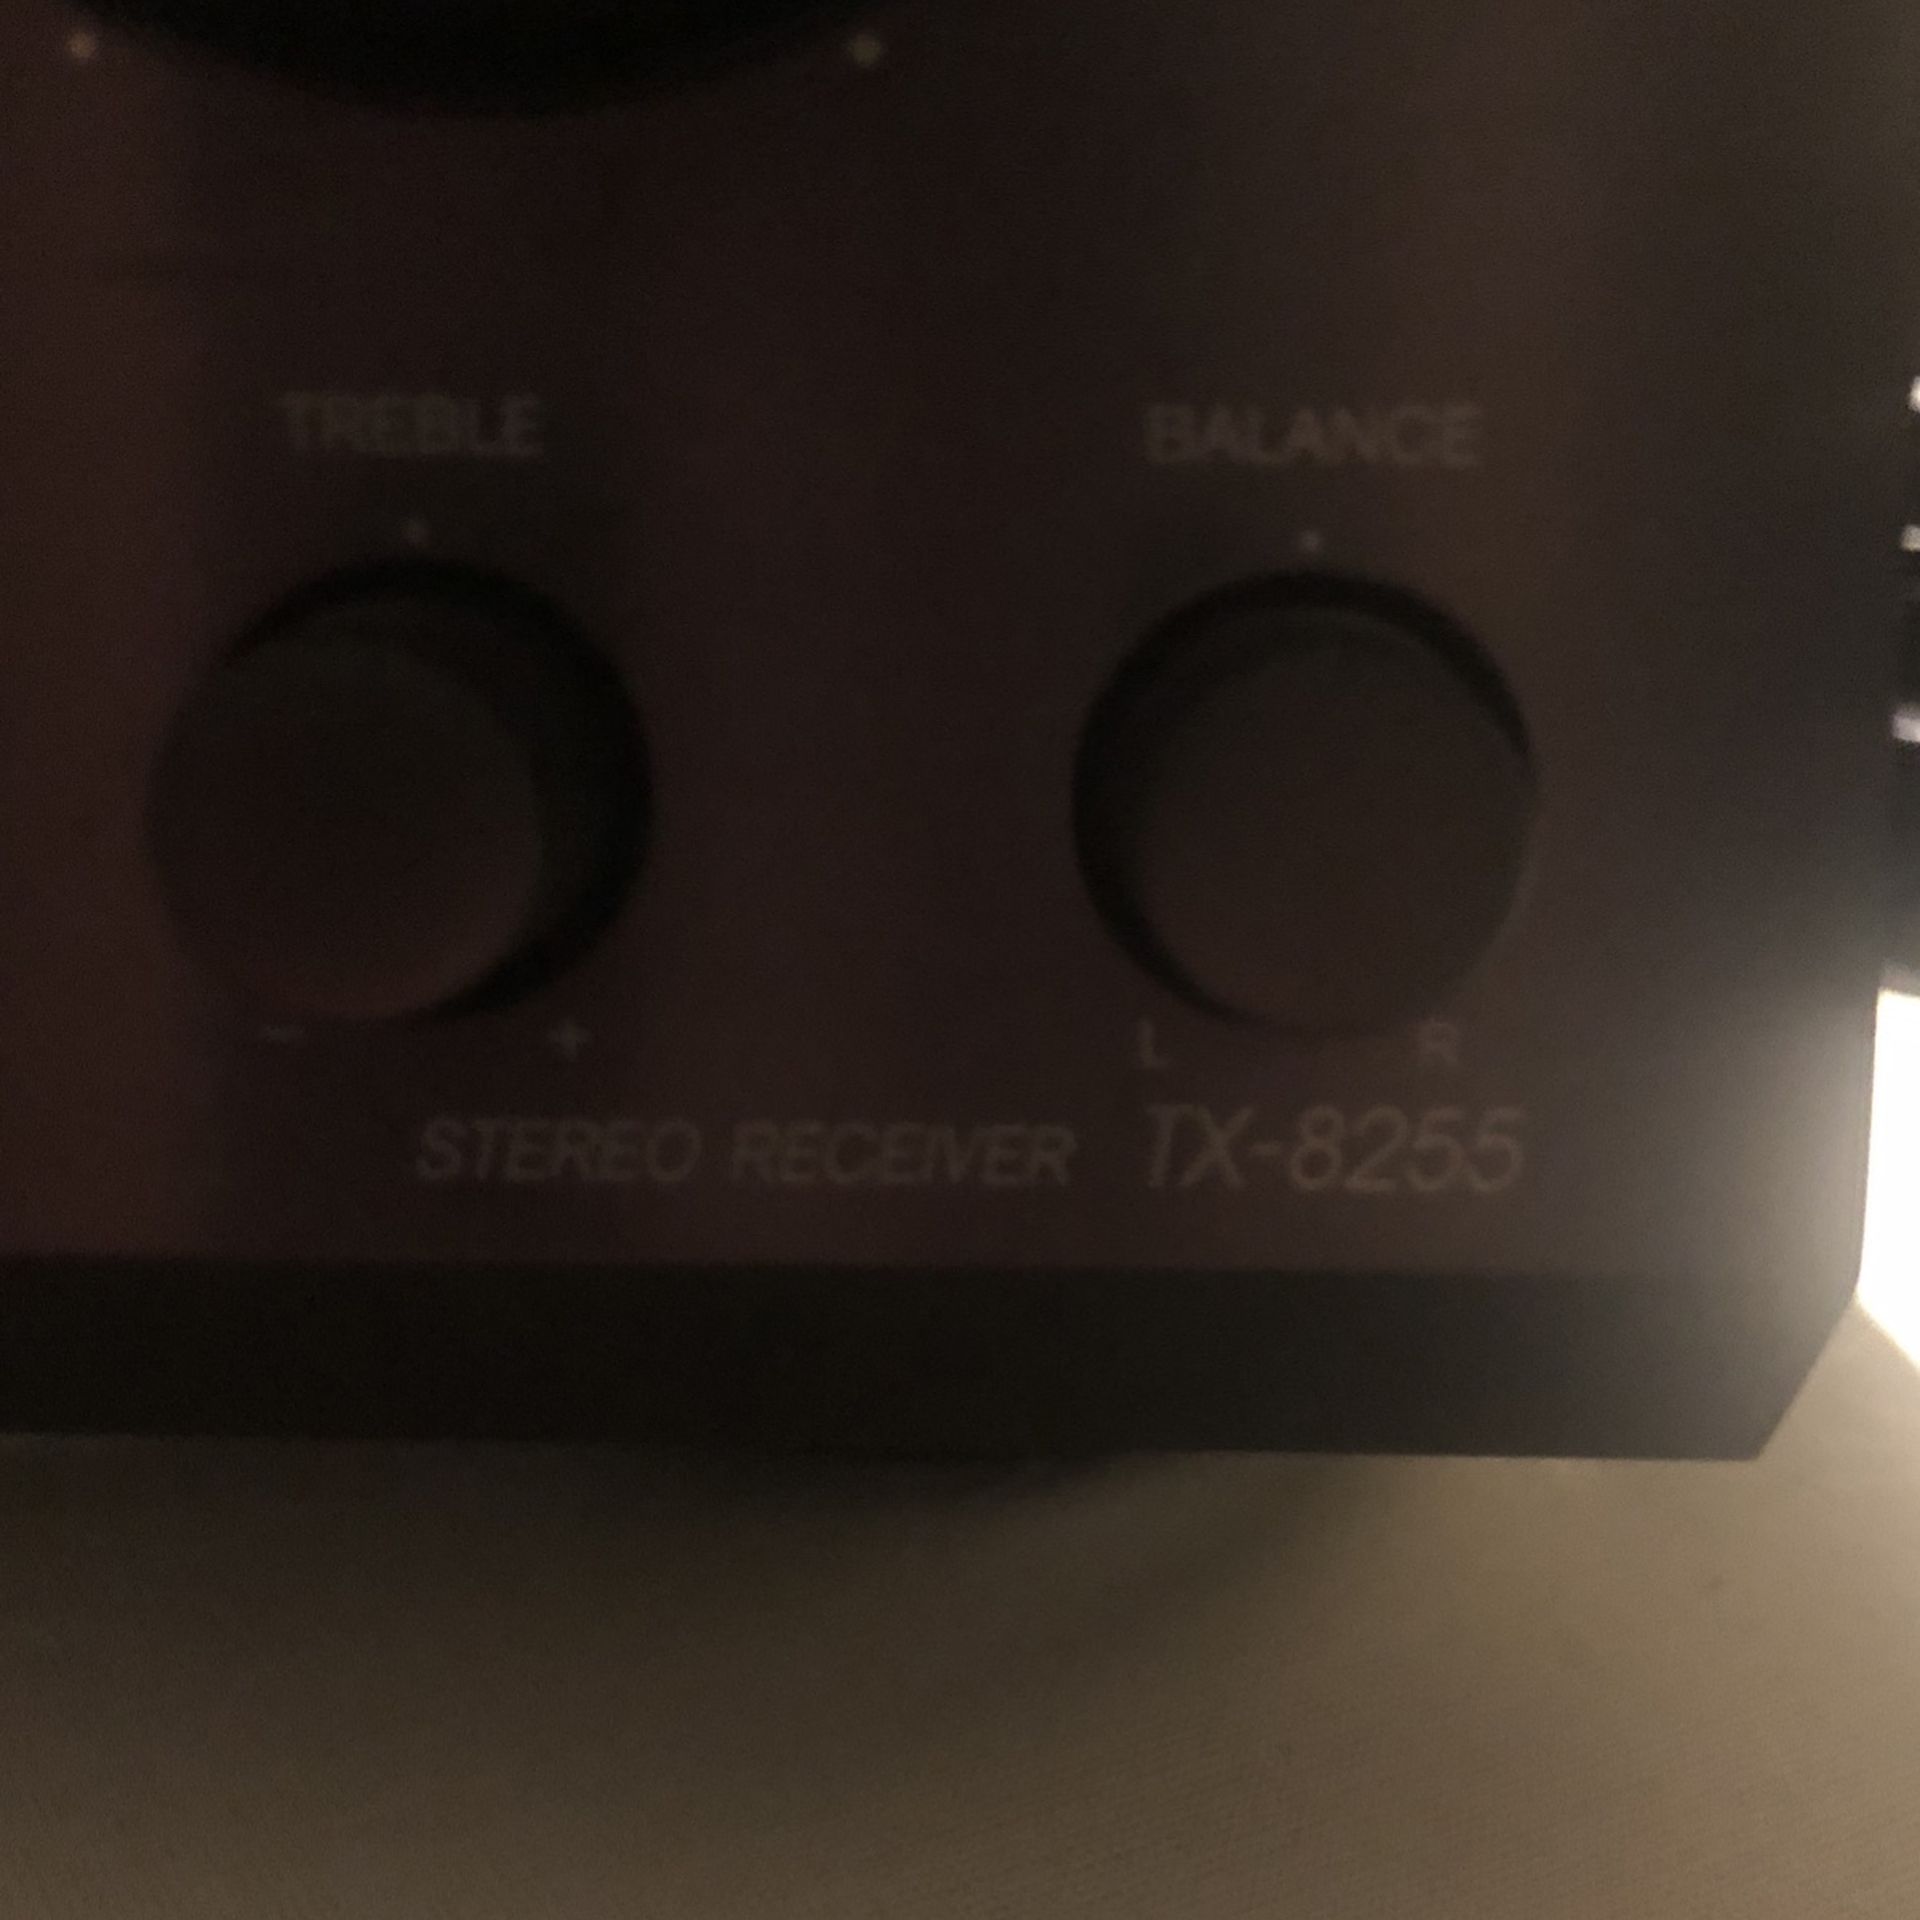 TREBLE
BALANCE
- +
L R
STEREO RECEIVER TX-8255